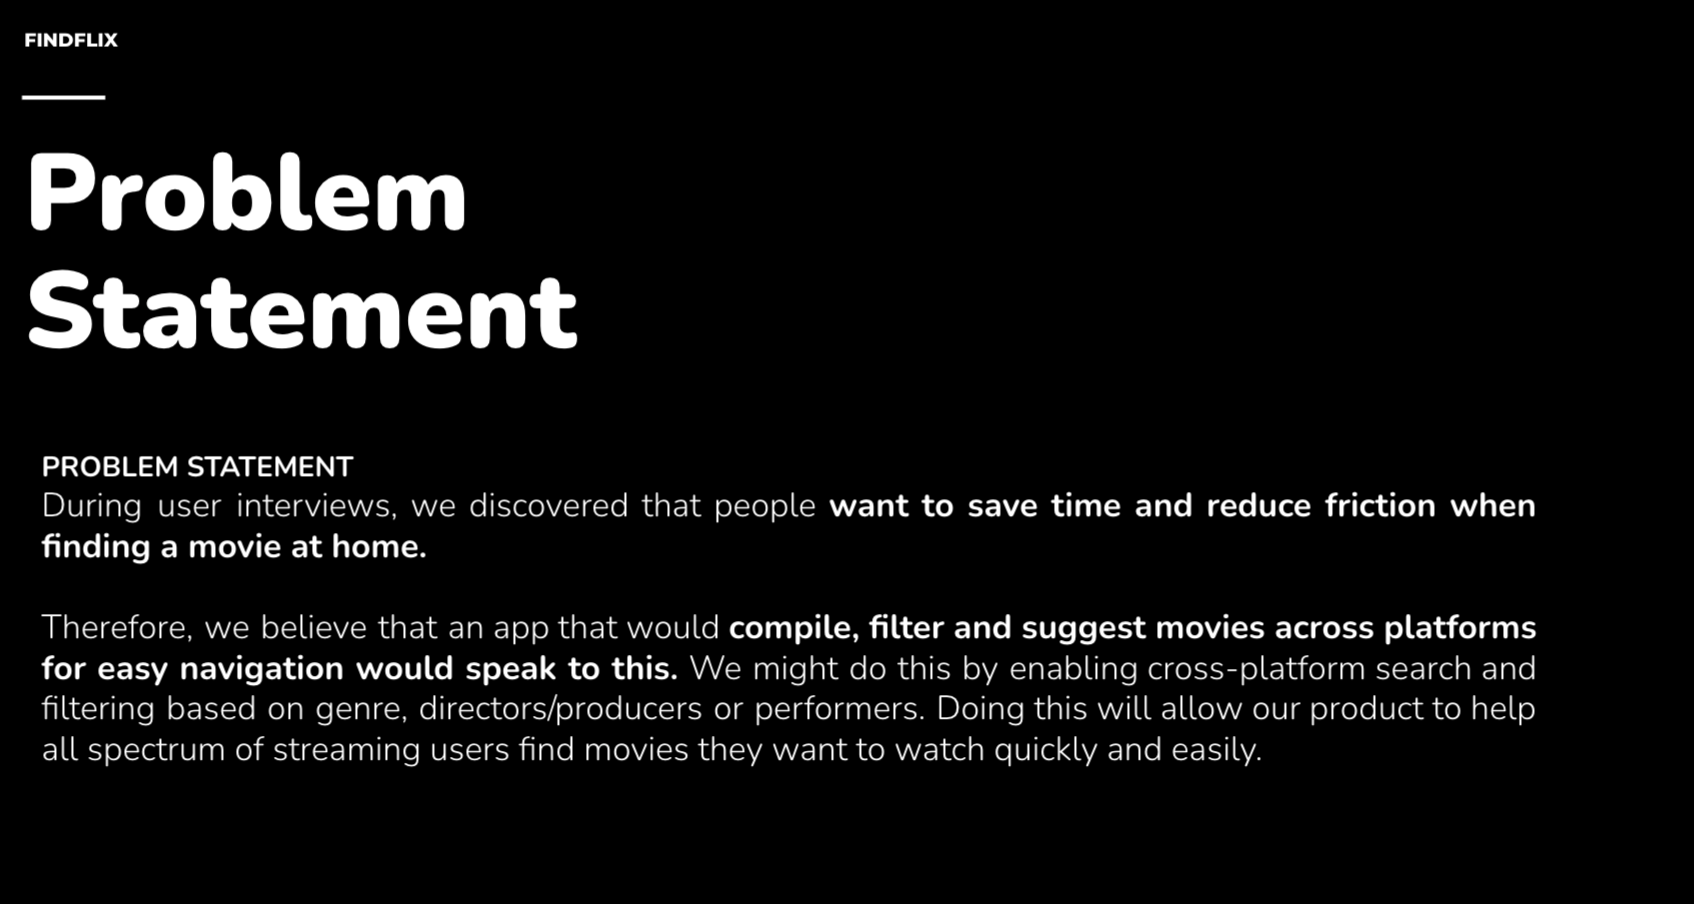 FINDFLIX
Problem
Statement
PROBLEM STATEMENT
During user interviews, we discovered that people want to save time and reduce friction when
finding a movie at home.
Therefore, we believe that an app that would compile, filter and suggest movies across platforms
for easy navigation would speak to this. We might do this by enabling cross-platform search and
filtering based on genre, directors/producers or performers. Doing this will allow our product to help
all spectrum of streaming users find movies they want to watch quickly and easily.